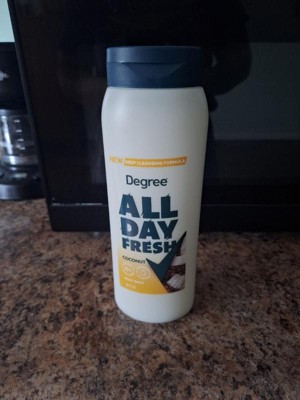 NEW DEEP CLEANSING FORMULA
Degree
ALL
DAY
FRESH
COCONUT